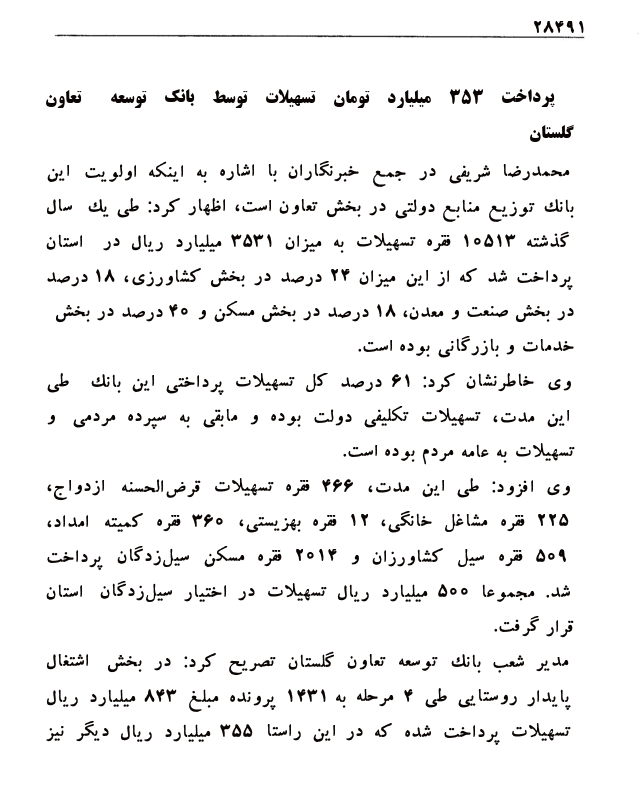 ۲۸۴۹۱
پرداخت ۳۵۳ میلیارد تومان تسهیلات توسط بانک توسعه تعاون
گلستان
محمدرضا شریفی در جمع خبرنگاران با اشاره به اینکه اولویت این
بانك توزیع منابع دولتی در بخش تعاون است، اظهار کرد: طی یك سال
گذشته ۱۰۵۱۳ فقره تسهیلات به میزان ۳۵۳۱ میلیارد ریال در استان
پرداخت شد که از این میزان ۲۴ درصد در بخش کشاورزی، ۱۸ درصد
در بخش صنعت و معدن، ۱۸ درصد در بخش مسکن و ۴۰ درصد در بخش
خدمات و بازرگانی بوده است.
وی خاطرنشان کرد: ۶۱ درصد کل تسهیلات پرداختی این بانك طی
این مدت، تسهیلات تکلیفی دولت بوده و مابقی به سپرده مردمی و
تسهیلات به عامه مردم بوده است.
وی افزود: طی این مدت، ۴۶۶ فقره تسهیلات قرض‌الحسنه ازدواج،
۲۲۵ فقره مشاغل خانگی، ۱۲ فقره بهزیستی، ۳۶۰ فقره کمیته امداد،
۵۰۹ فقره سیل کشاورزان و ۲۰۱۴ فقره مسکن سیل‌زدگان پرداخت
شد. مجموعا ۵۰۰ میلیارد ریال تسهیلات در اختیار سیل‌زدگان استان
قرار گرفت.
مدیر شعب بانك توسعه تعاون گلستان تصریح کرد: در بخش اشتغال
پایدار روستایی طی ۴ مرحله به ۱۴۳۱ پرونده مبلغ ۸۴۳ میلیارد ریال
تسهیلات پرداخت شده که در این راستا ۳۵۵ میلیارد ریال دیگر نیز